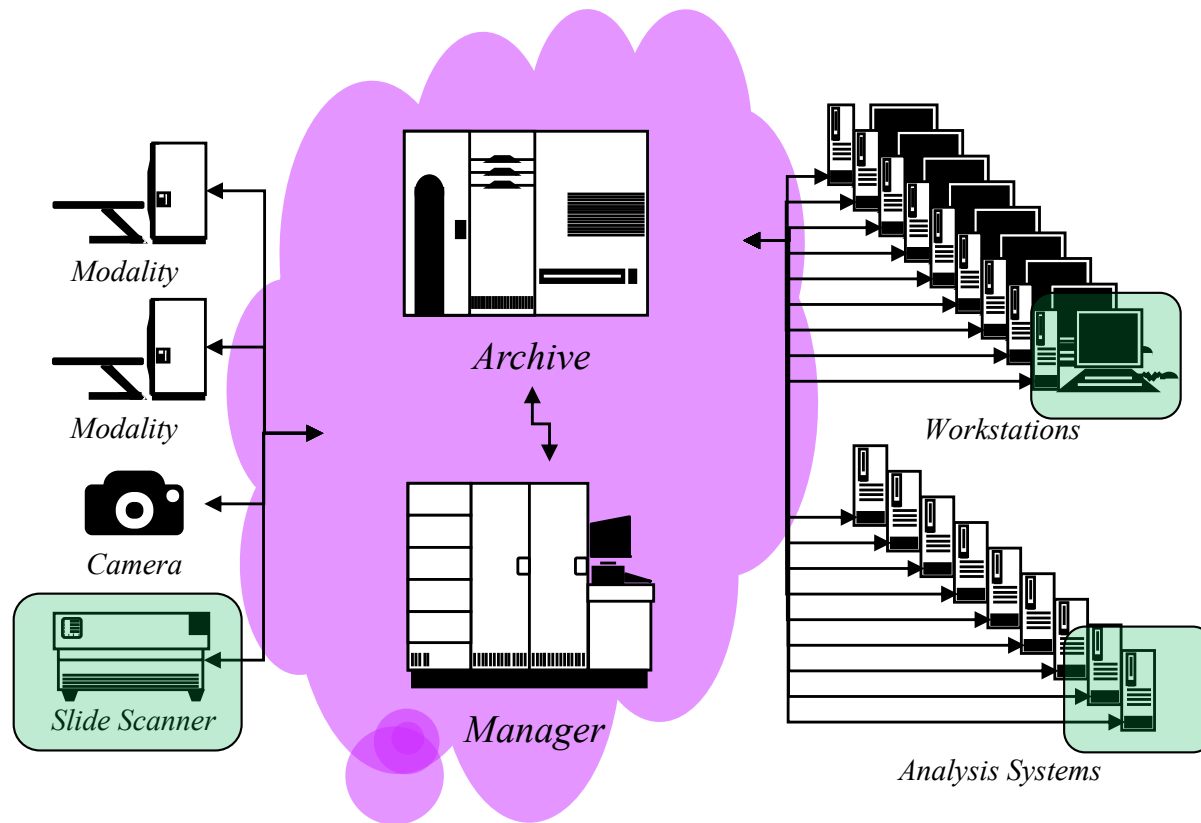 Modality
Modality
Camera
Slide Scanner
Archive
Manager
Workstations
Analysis Systems